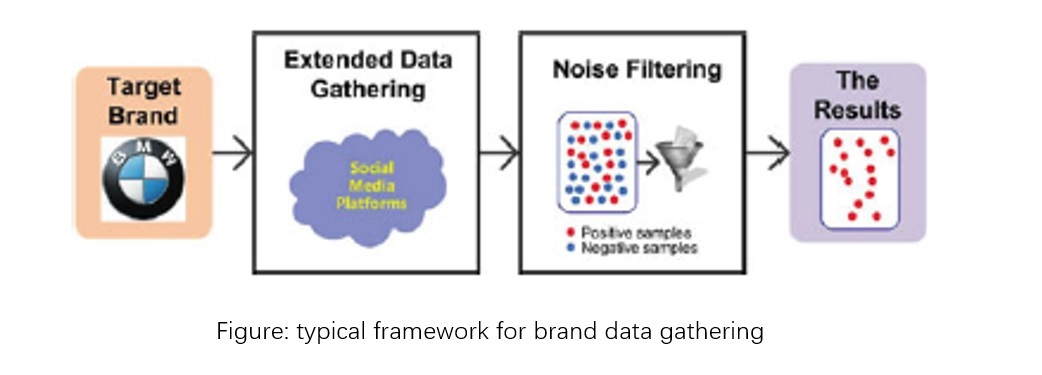 Target
Brand
BMW
Extended Data
Gathering
Social
Media
Platforms
Noise Filtering
Positive samples
Negative samples
The
Results
Figure: typical framework for brand data gathering